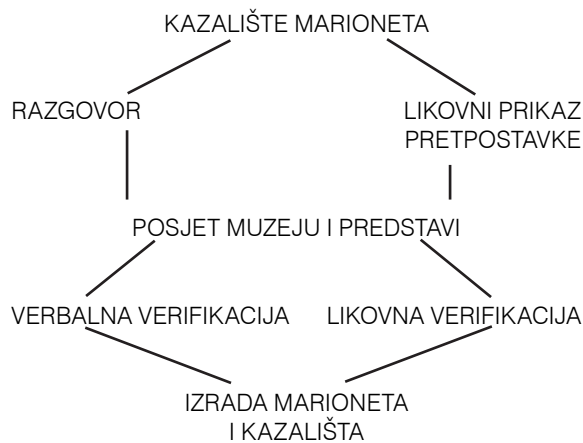 KAZALIŠTE MARIONETA
RAZGOVOR
LIKOVNI PRIKAZ
PRETPOSTAVKE
POSJET MUZEJU I PREDSTAVI
VERBALNA VERIFIKACIJA
LIKOVNA VERIFIKACIJA
IZRADA MARIONETA
I KAZALIŠTA